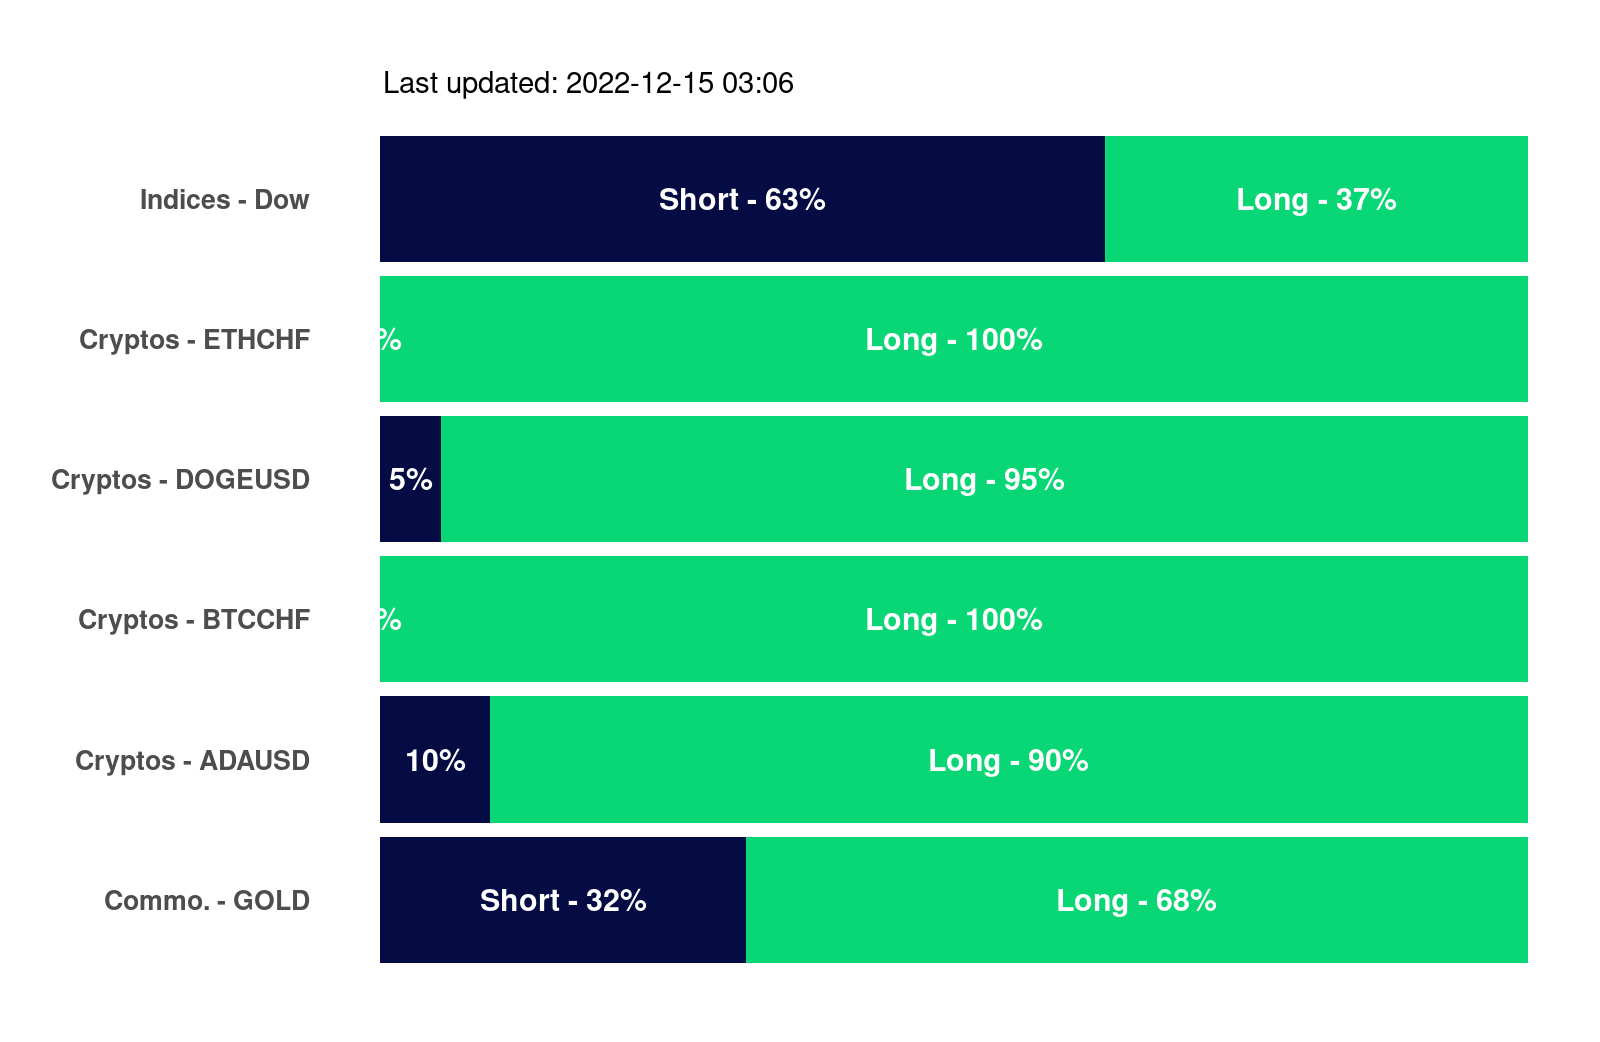 Last updated: 2022-12-15 03:06
Indices - Dow Short - 63% Long - 37%
Cryptos - ETHCHF % Long - 100%
Cryptos - DOGEUSD 5% Long - 95%
Cryptos - BTCCHF % Long - 100%
Cryptos - ADAUSD 10% Long - 90%
Commo. - GOLD Short - 32% Long - 68%